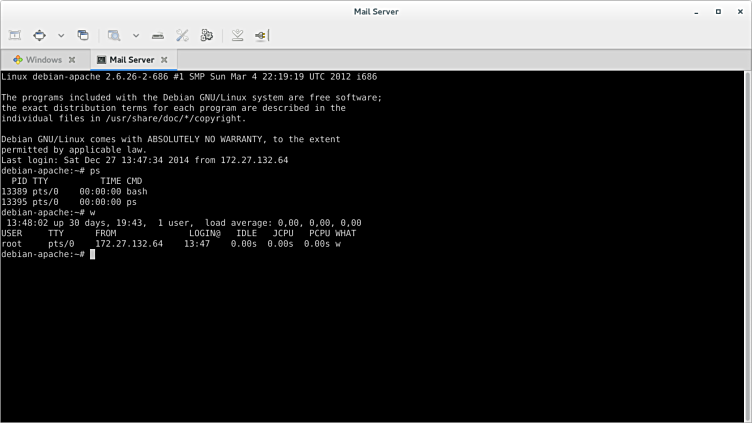 Mail Server
Windows
Mail Server
Linux debian-apache 2.6.26-2-686 #1 SMP Sun Mar 4 22:19:19 UTC 2012 i686
The programs included with the Debian GNU/Linux system are free software;
the exact distribution terms for each program are described in the
individual files in /usr/share/doc/*/copyright.
Debian GNU/Linux comes with ABSOLUTELY NO WARRANTY, to the extent
permitted by applicable law.
Last login: Sat Dec 27 13:47:34 2014 from 172.27.132.64
debian-apache:~# ps
  PID TTY          TIME CMD
13389 pts/0    00:00:00 bash
13395 pts/0    00:00:00 ps
debian-apache:~# w
 13:48:02 up 30 days, 19:43,  1 user,  load average: 0,00, 0,00, 0,00
USER     TTY      FROM              LOGIN@   IDLE   JCPU   PCPU WHAT
root     pts/0    172.27.132.64    13:47    0.00s  0.00s  0.00s w
debian-apache:~#